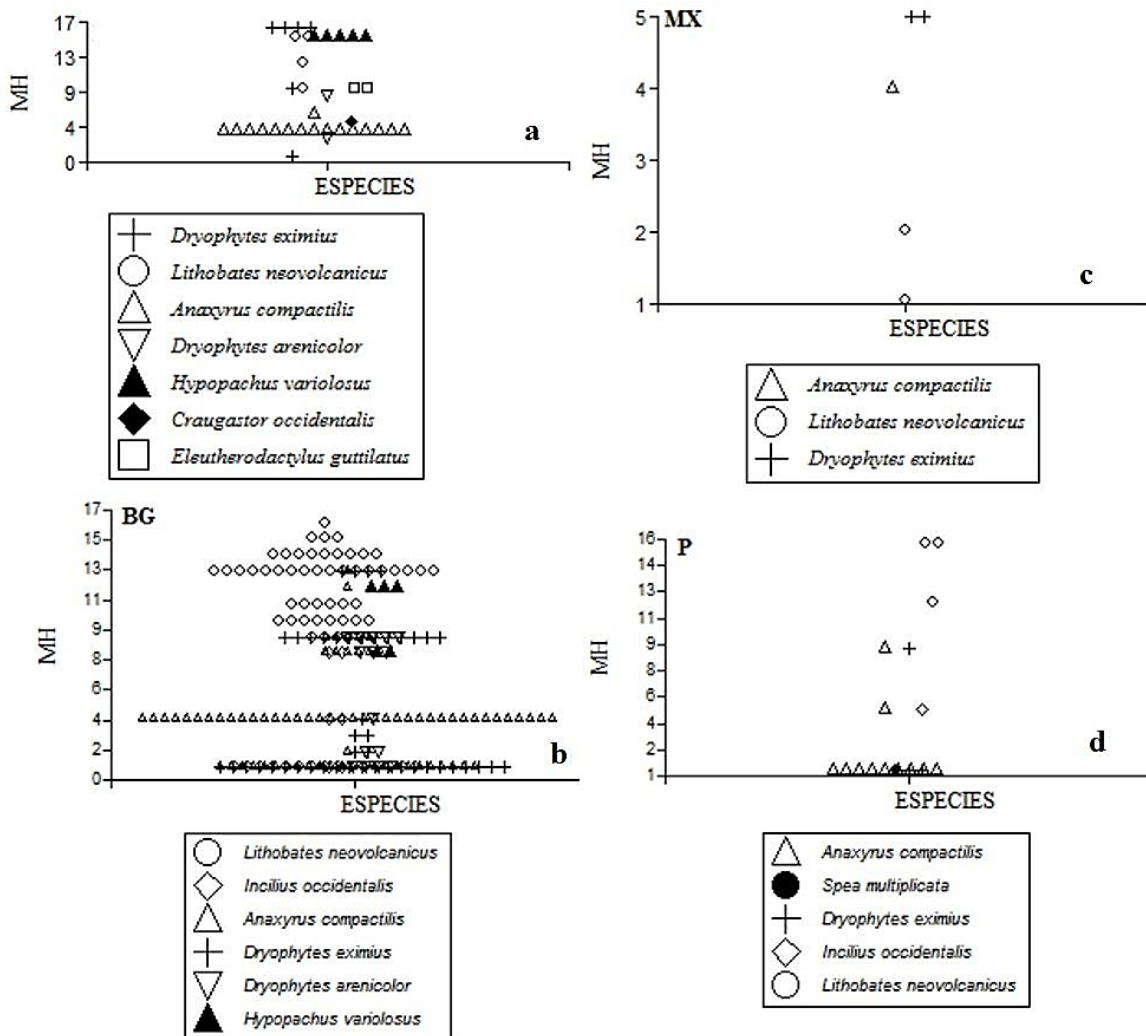 17
13
9
4
0
MH
ESPECIES
a
Dryophytes eximius
Lithobates neovolcanicus
Anaxyrus compactilis
Dryophytes arenicolor
Hypopachus variolosus
Craugastor occidentalis
Eleutherodactylus guttilatus
MX
5
4
3
2
1
MH
ESPECIES
c
Anaxyrus compactilis
Lithobates neovolcanicus
Dryophytes eximius
BG
17
15
13
11
9
8
6
4
2
0
MH
ESPECIES
b
Lithobates neovolcanicus
Incilius occidentalis
Anaxyrus compactilis
Dryophytes eximius
Dryophytes arenicolor
Hypopachus variolosus
P
16
14
13
11
9
8
6
4
2
1
MH
ESPECIES
d
Anaxyrus compactilis
Spea multiplicata
Dryophytes eximius
Incilius occidentalis
Lithobates neovolcanicus